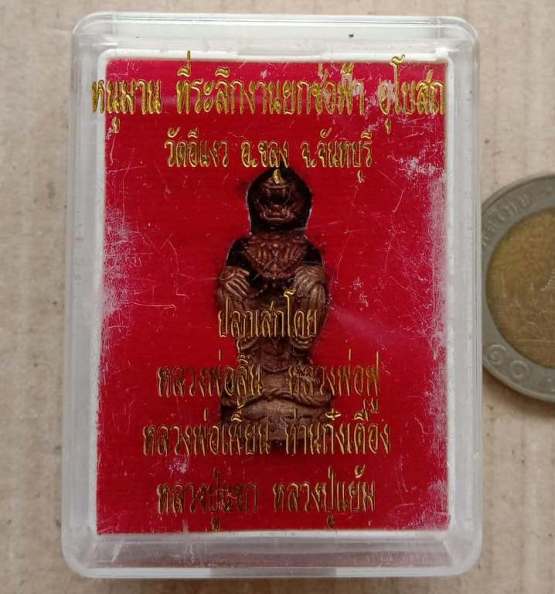 หนุมาน ที่ระลึกงานยกช่อฟ้า อุโบสถ
วัดอีแงว อ.ขลุง จ.จันทบุรี
ปลุกเสกโดย
หลวงพ่อสิน หลวงพ่อฟู
หลวงพ่อเพี้ยน ท่านกังเตื๋อง
หลวงปู่แย้ม